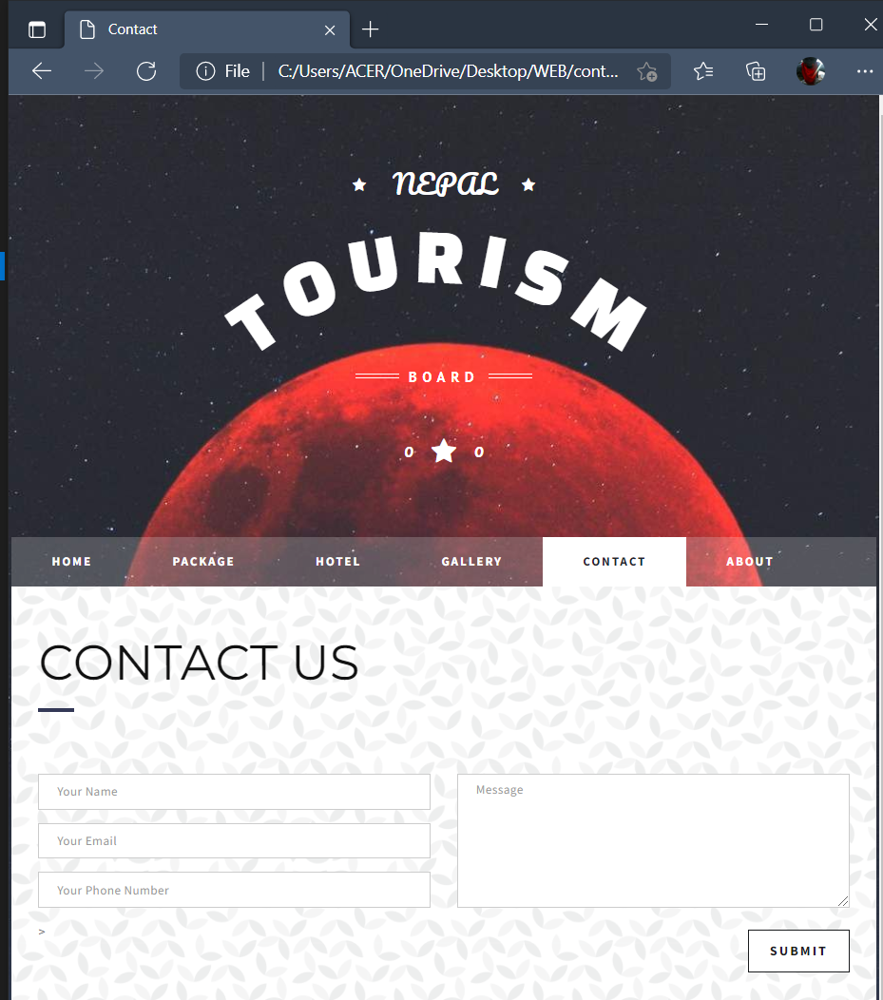 Contact
File
C:/Users/ACER/OneDrive/Desktop/WEB/cont...
NEPAL
TOURISM
BOARD
0 0
HOME PACKAGE HOTEL GALLERY CONTACT ABOUT
CONTACT US
Your Name
Your Email
Your Phone Number
Message
>
SUBMIT